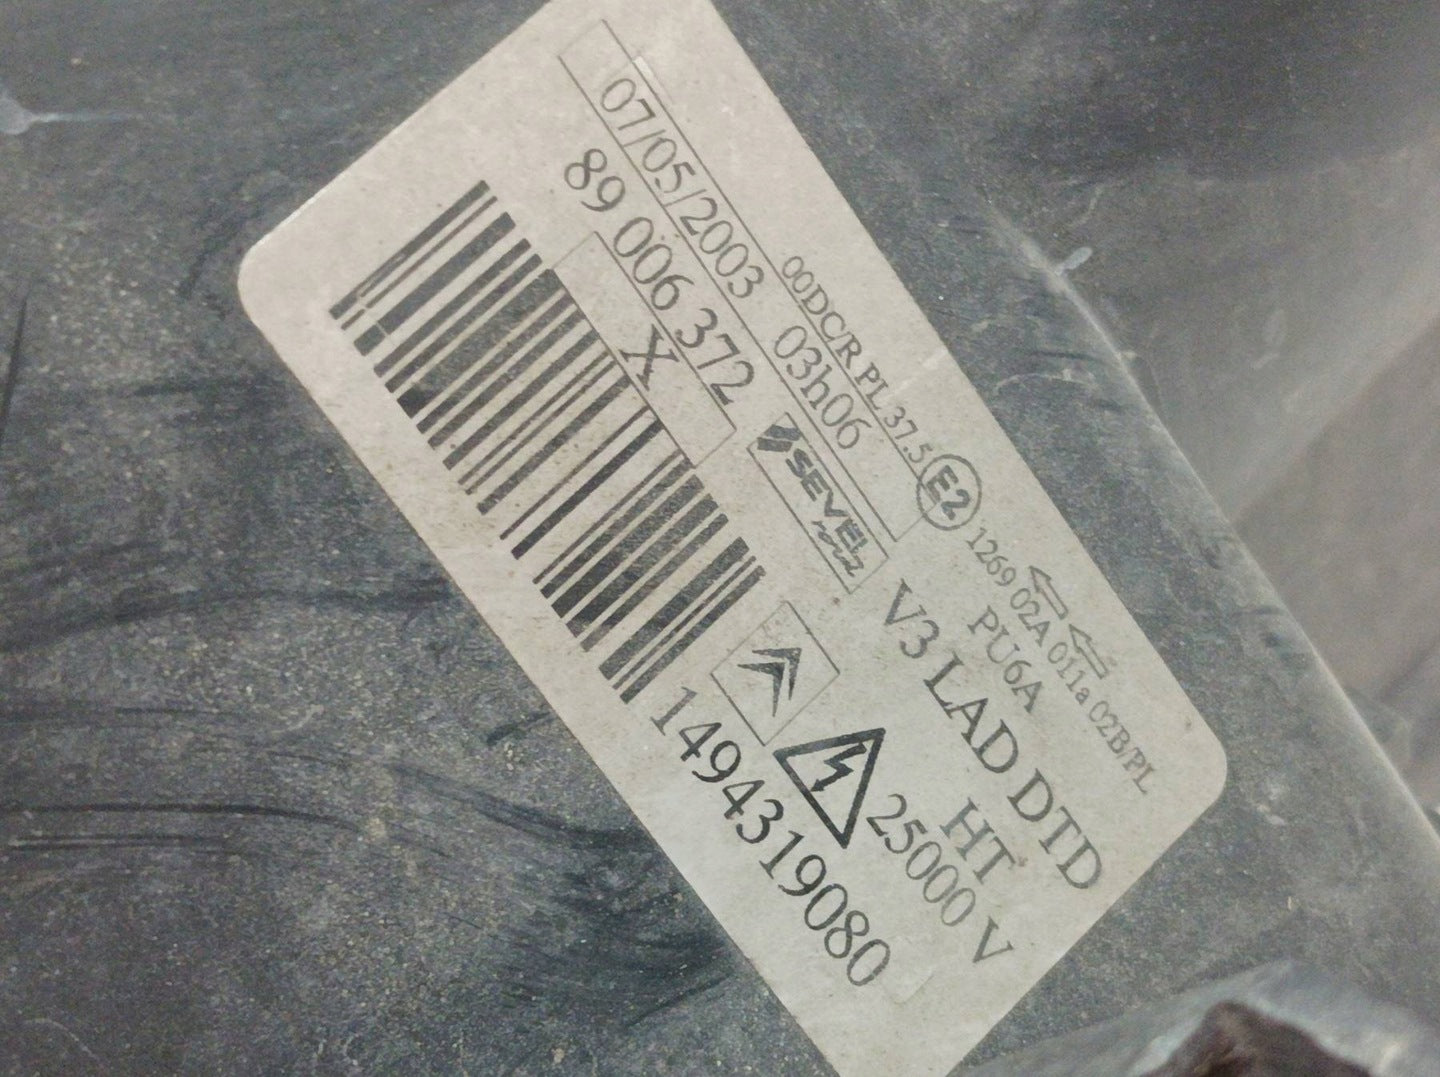 00DC/R PL 37.5 E2 1269 02A 011a 02B/PL
07/05/2003 03h06
PU6A
89 006 372
V3 LAD DTD
SEVEL
X
HT
25000 V
1494319080